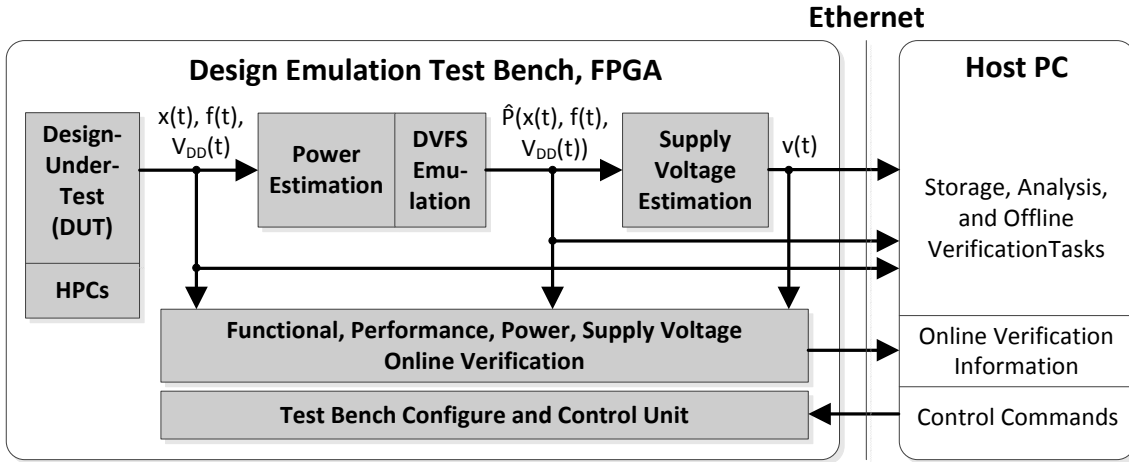 Ethernet
Design Emulation Test Bench, FPGA
Host PC
Design-
Under-
Test
(DUT)
HPCs
x(t), f(t),
V_DD(t)
Power
Estimation
DVFS
Emu-
lation
P̂(x(t), f(t),
V_DD(t))
Supply
Voltage
Estimation
v(t)
Storage, Analysis,
and Offline
VerificationTasks
Functional, Performance, Power, Supply Voltage
Online Verification
Online Verification
Information
Test Bench Configure and Control Unit
Control Commands